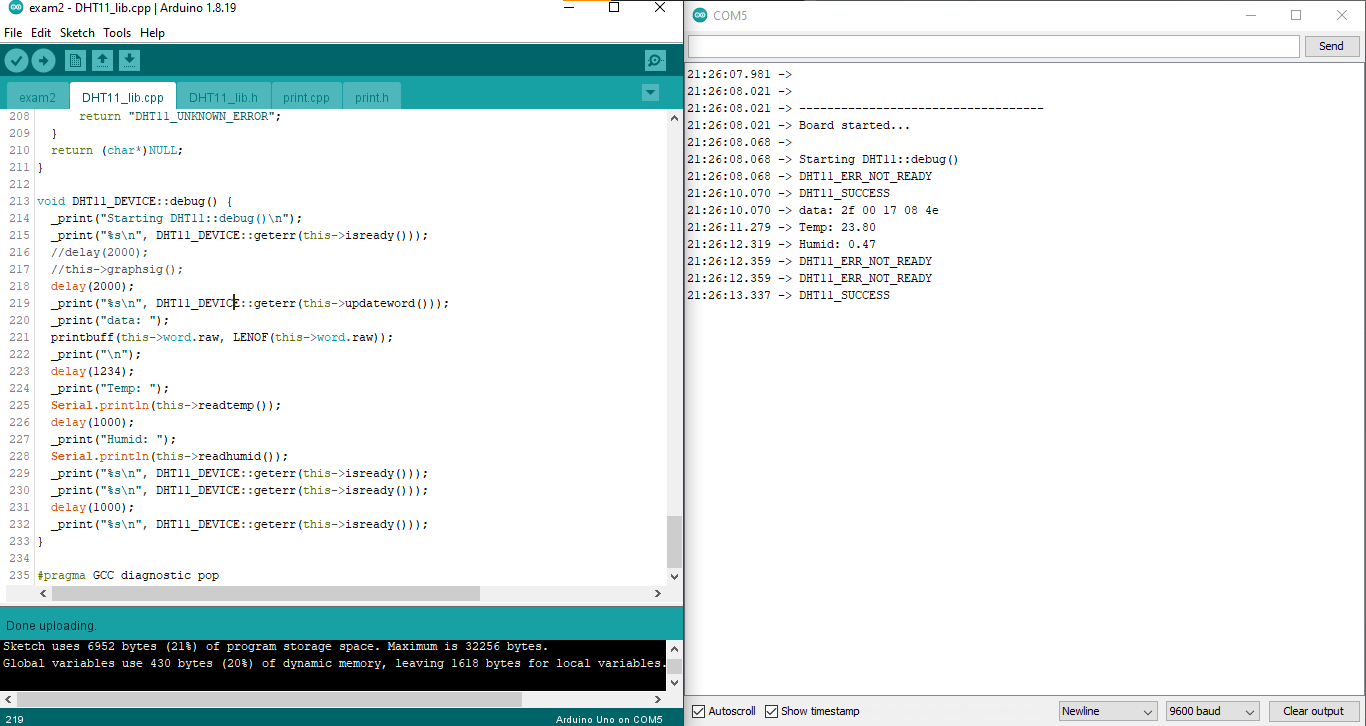 exam2 - DHT11_lib.cpp | Arduino 1.8.19
File Edit Sketch Tools Help
exam2 DHT11_lib.cpp DHT11_lib.h print.cpp print.h
208 return "DHT11_UNKNOWN_ERROR";
209 }
210 return (char*)NULL;
211 }
212
213 void DHT11_DEVICE::debug() {
214 _print("Starting DHT11::debug()\n");
215 _print("%s\n", DHT11_DEVICE::geterr(this->isready()));
216 //delay(2000);
217 //this->graphsig();
218 delay(2000);
219 _print("%s\n", DHT11_DEVICE::geterr(this->updateword()));
220 _print("data: ");
221 printbuff(this->word.raw, LENOF(this->word.raw));
222 _print("\n");
223 delay(1234);
224 _print("Temp: ");
225 Serial.println(this->readtemp());
226 delay(1000);
227 _print("Humid: ");
228 Serial.println(this->readhumid());
229 _print("%s\n", DHT11_DEVICE::geterr(this->isready()));
230 _print("%s\n", DHT11_DEVICE::geterr(this->isready()));
231 delay(1000);
232 _print("%s\n", DHT11_DEVICE::geterr(this->isready()));
233 }
234
235 #pragma GCC diagnostic pop
Done uploading.
Sketch uses 6952 bytes (21%) of program storage space. Maximum is 32256 bytes.
Global variables use 430 bytes (20%) of dynamic memory, leaving 1618 bytes for local variables.
219 Arduino Uno on COM5
COM5
Send
21:26:07.981 ->
21:26:08.021 ->
21:26:08.021 -> -----------------------------------
21:26:08.021 -> Board started...
21:26:08.068 ->
21:26:08.068 -> Starting DHT11::debug()
21:26:08.068 -> DHT11_ERR_NOT_READY
21:26:10.070 -> DHT11_SUCCESS
21:26:10.070 -> data: 2f 00 17 08 4e
21:26:11.279 -> Temp: 23.80
21:26:12.319 -> Humid: 0.47
21:26:12.359 -> DHT11_ERR_NOT_READY
21:26:12.359 -> DHT11_ERR_NOT_READY
21:26:13.337 -> DHT11_SUCCESS
Autoscroll Show timestamp Newline 9600 baud Clear output